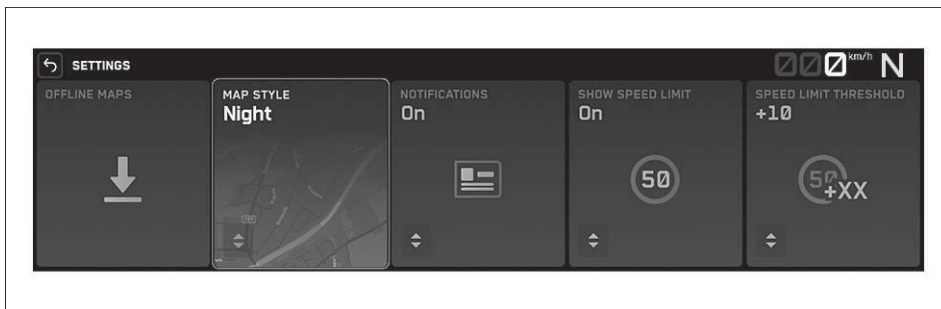 SETTINGS
000 km/h N
OFFLINE MAPS
MAP STYLE
Night
NOTIFICATIONS
On
SHOW SPEED LIMIT
On
50
SPEED LIMIT THRESHOLD
+10
50
+XX